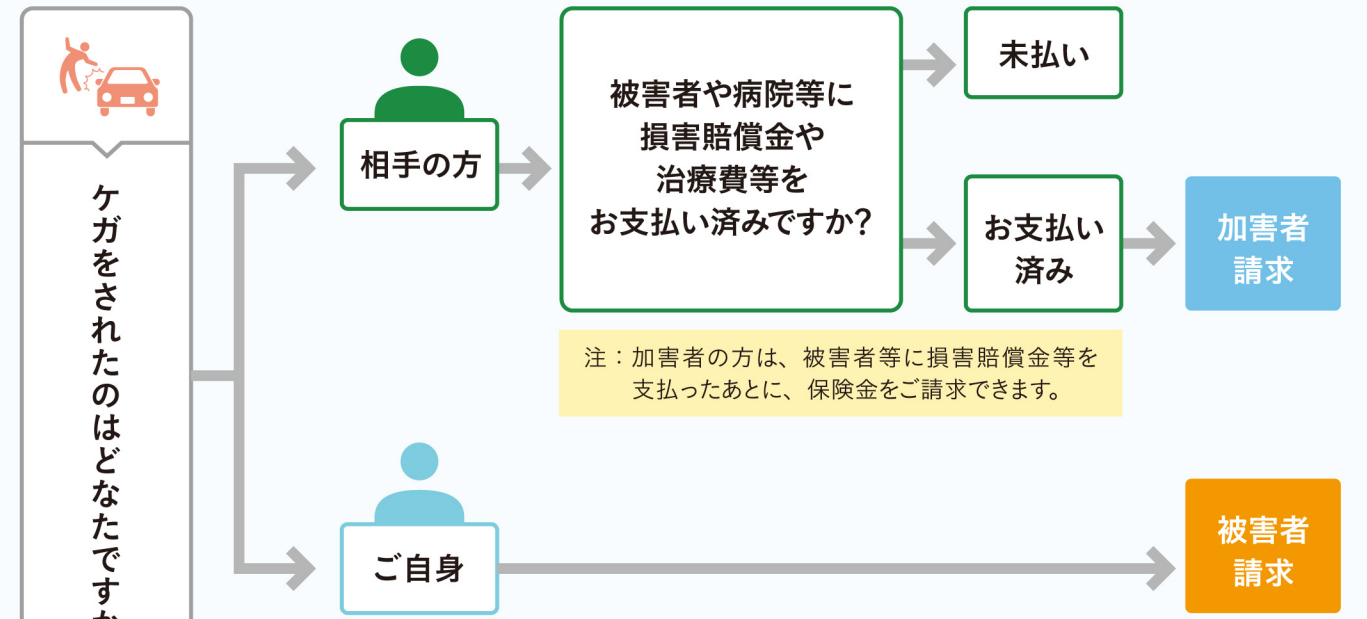 ケガをされたのはどなたですか
相手の方
被害者や病院等に
損害賠償金や
治療費等を
お支払い済みですか?
未払い
お支払い
済み
加害者
請求
注：加害者の方は、被害者等に損害賠償金等を
支払ったあとに、保険金をご請求できます。
ご自身
被害者
請求